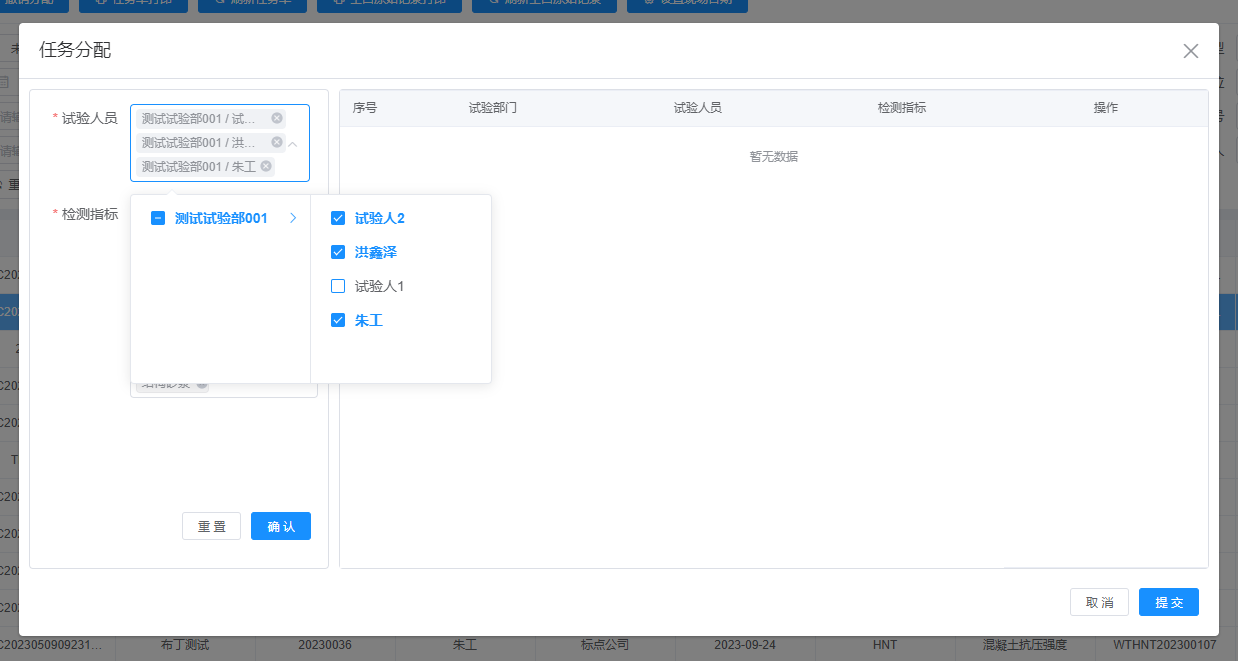 任务分配
* 试验人员
测试试验部001 / 试...
测试试验部001 / 洪...
测试试验部001 / 朱工
* 检测指标
测试试验部001
试验人2
洪鑫泽
试验人1
朱工
重 置
确 认
序号 试验部门 试验人员 检测指标 操作
暂无数据
取 消
提 交
C2023050909231... 布丁测试 20230036 朱工 标点公司 2023-09-24 HNT 混凝土抗压强度 WTHNT202300107